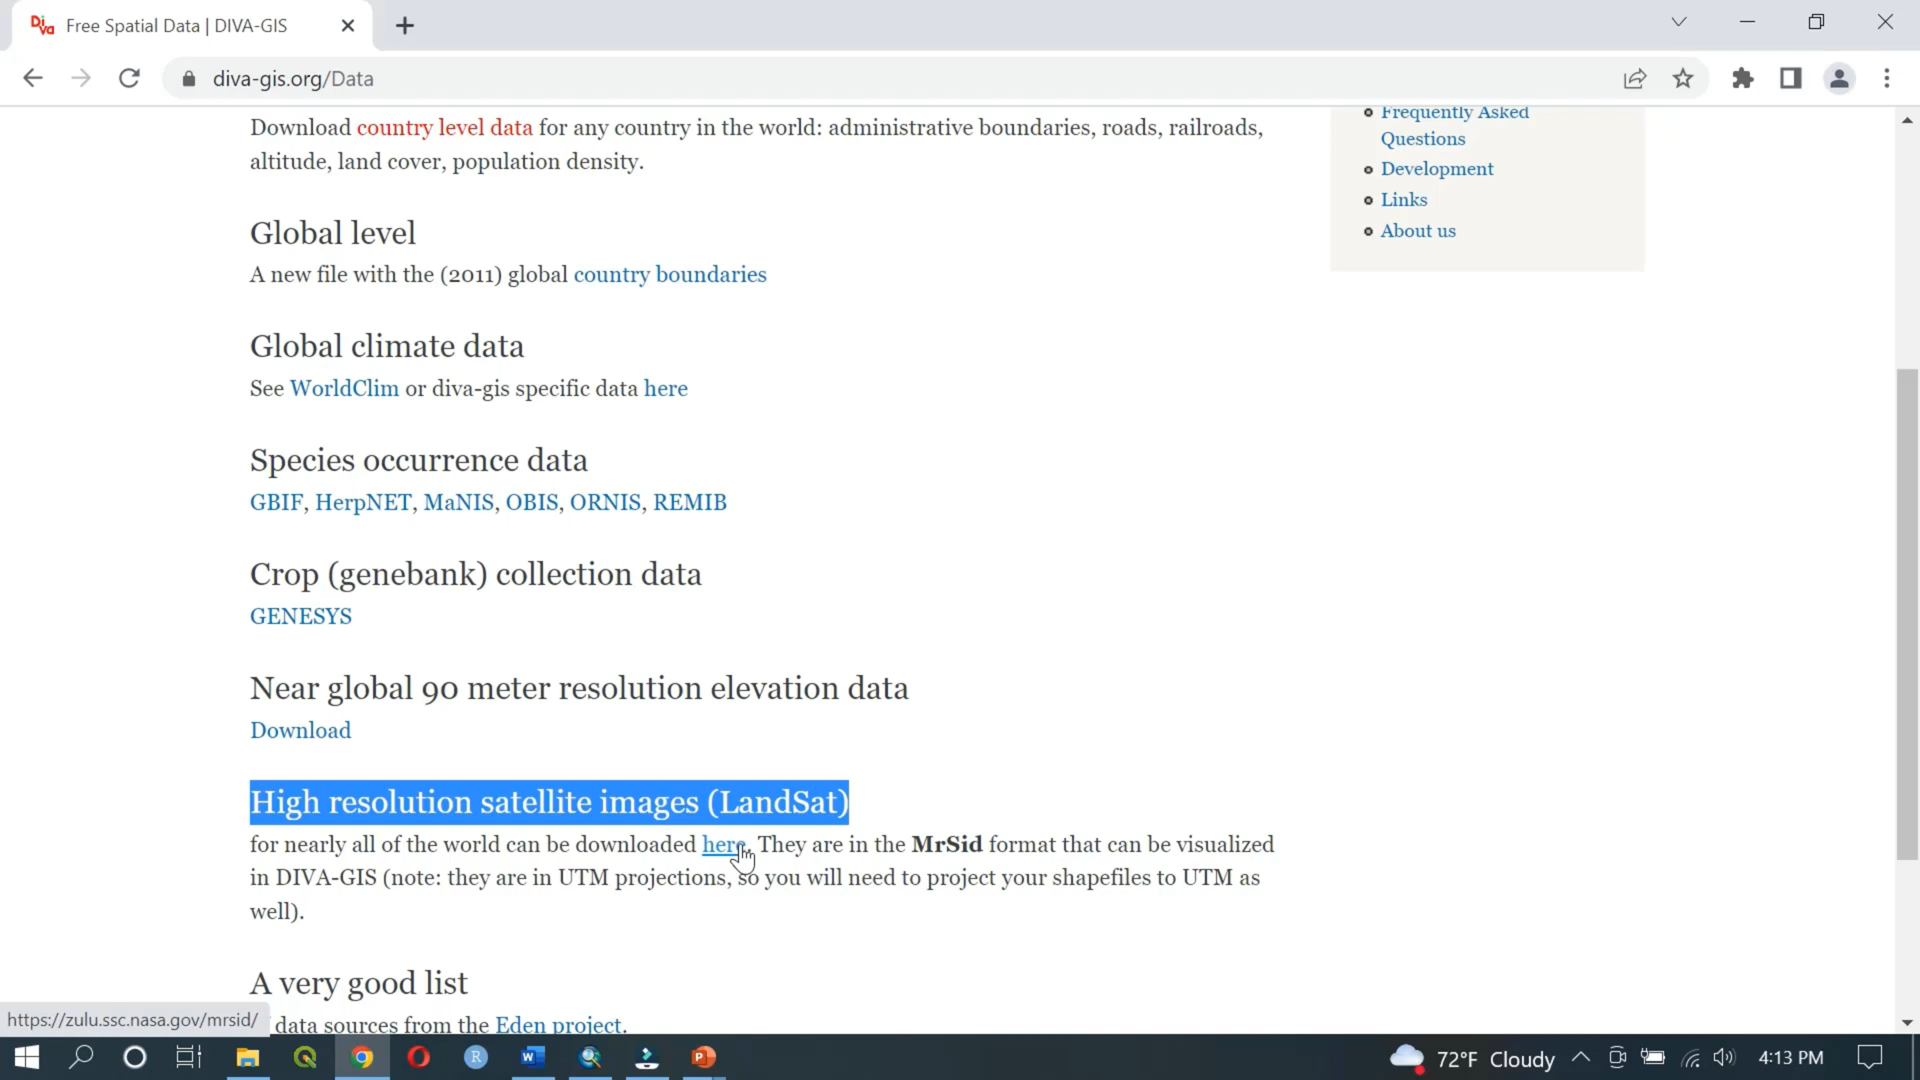 Free Spatial Data | DIVA-GIS
diva-gis.org/Data
Download country level data for any country in the world: administrative boundaries, roads, railroads,
altitude, land cover, population density.
Global level
A new file with the (2011) global country boundaries
Global climate data
See WorldClim or diva-gis specific data here
Species occurrence data
GBIF, HerpNET, MaNIS, OBIS, ORNIS, REMIB
Crop (genebank) collection data
GENESYS
Near global 90 meter resolution elevation data
Download
High resolution satellite images (LandSat)
for nearly all of the world can be downloaded here. They are in the MrSid format that can be visualized
in DIVA-GIS (note: they are in UTM projections, so you will need to project your shapefiles to UTM as
well).
A very good list
data sources from the Eden project.
Frequently Asked
Questions
Development
Links
About us
https://zulu.ssc.nasa.gov/mrsid/
72°F Cloudy
4:13 PM